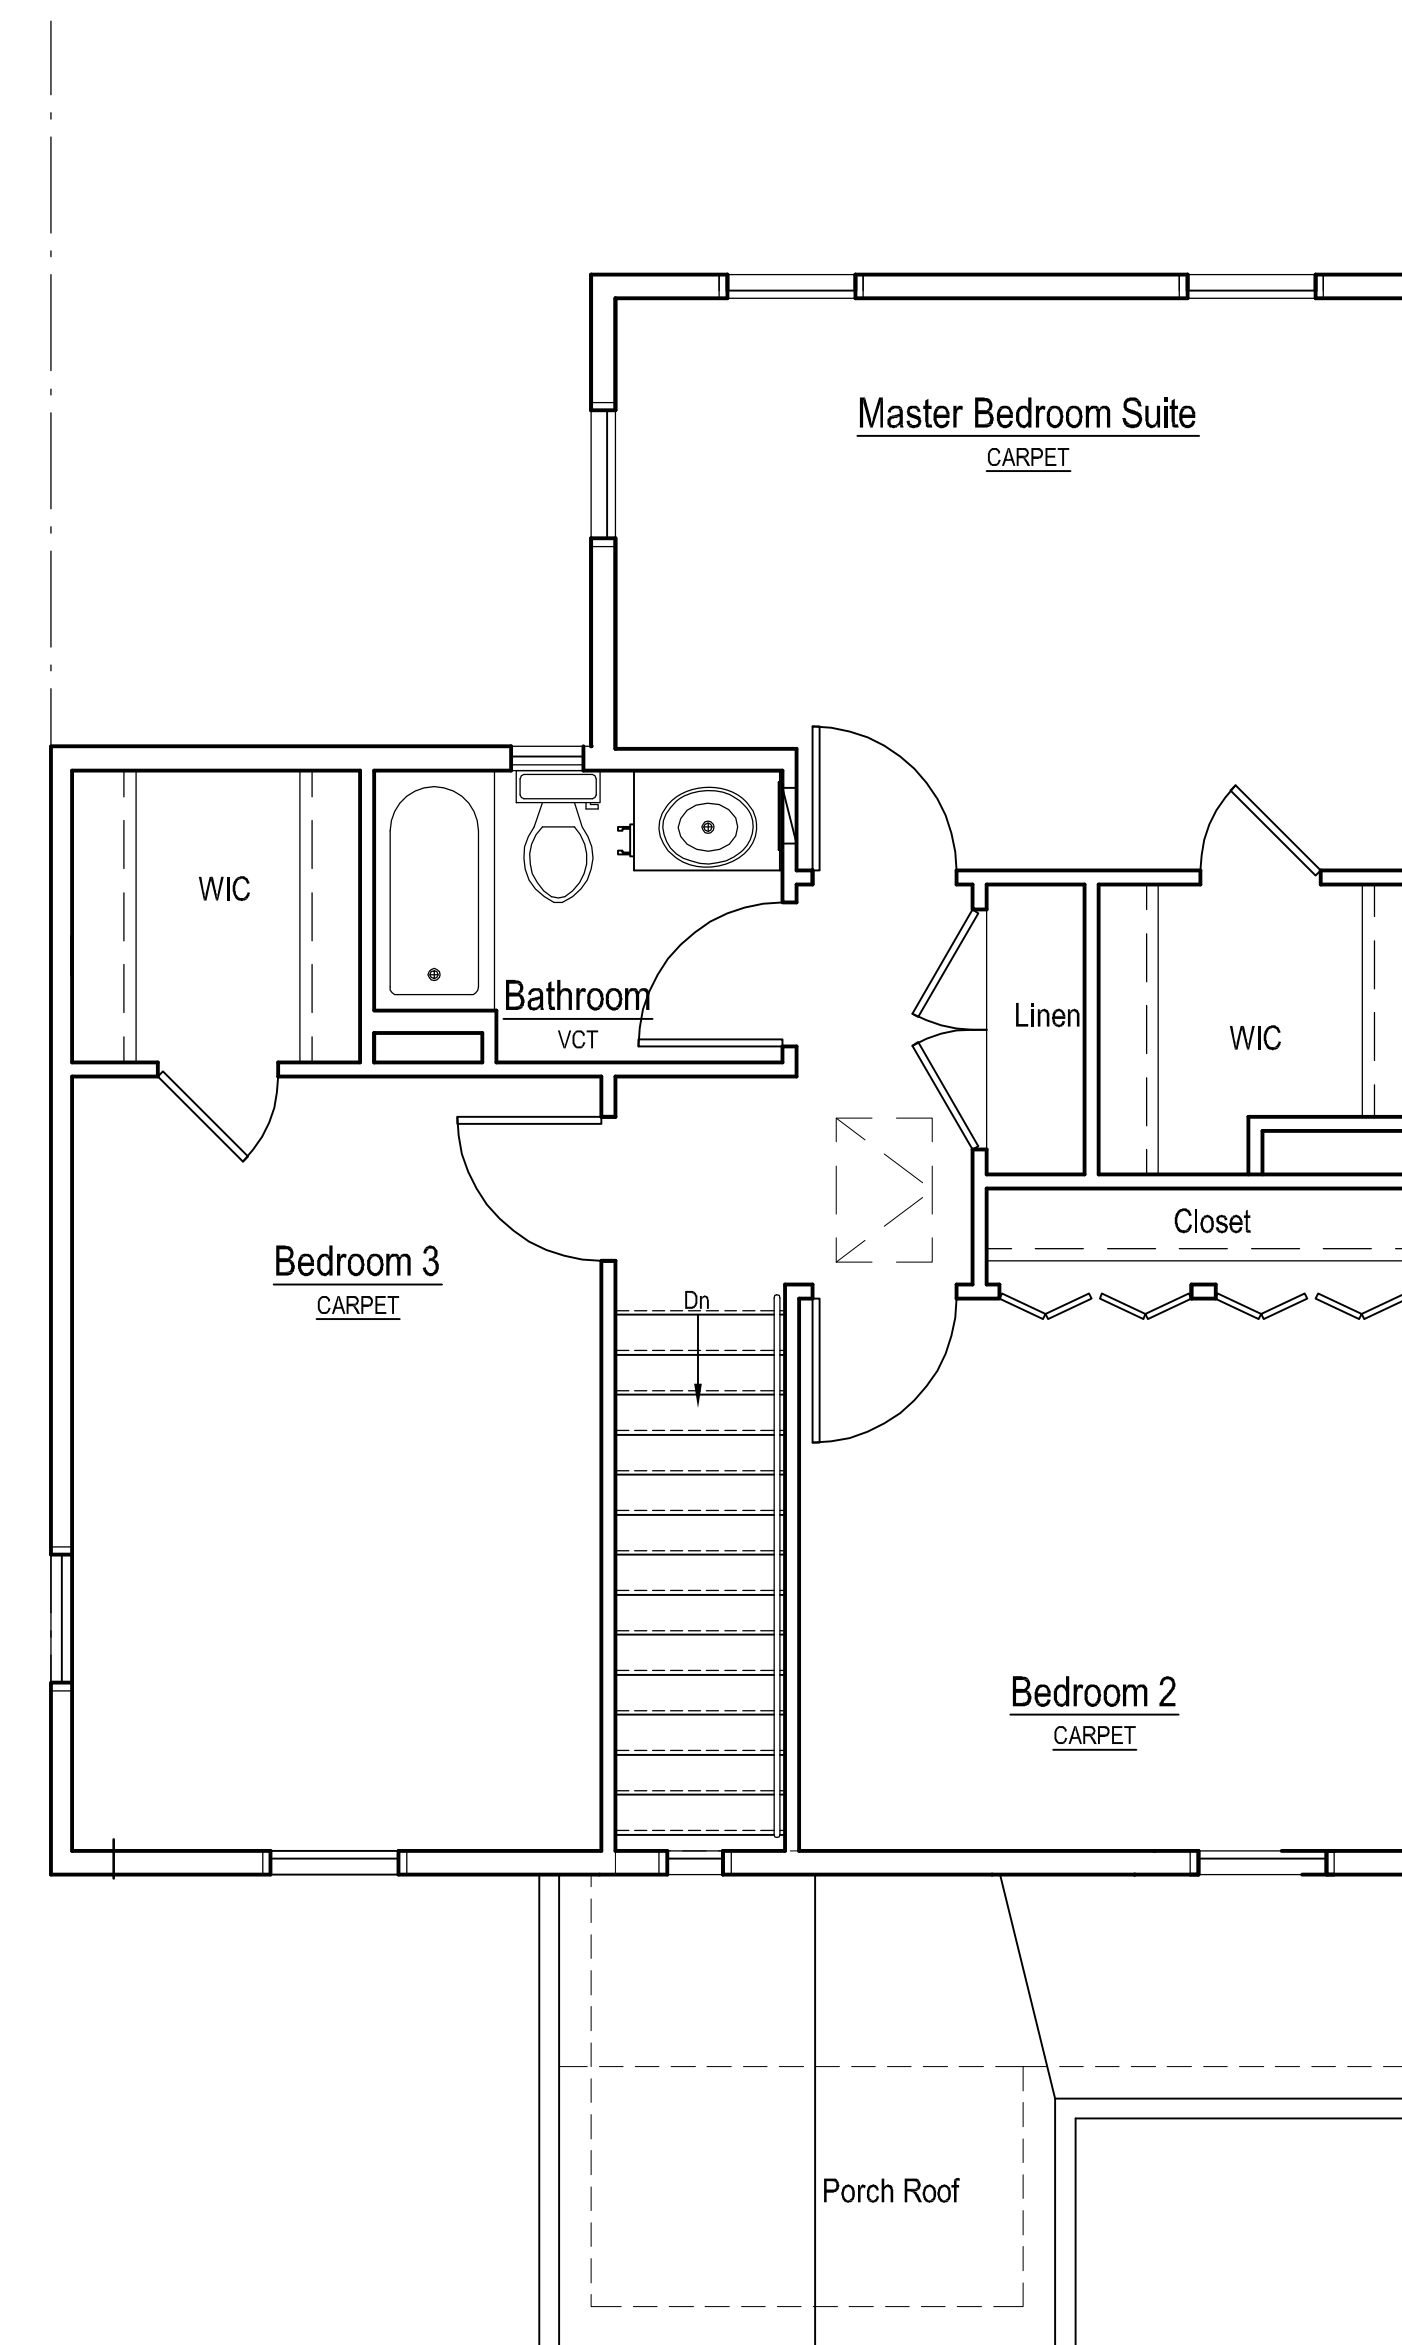 Master Bedroom Suite
CARPET
WIC
Bathroom
VCT
Linen
WIC
Closet
Bedroom 3
CARPET
Dn
Bedroom 2
CARPET
Porch Roof